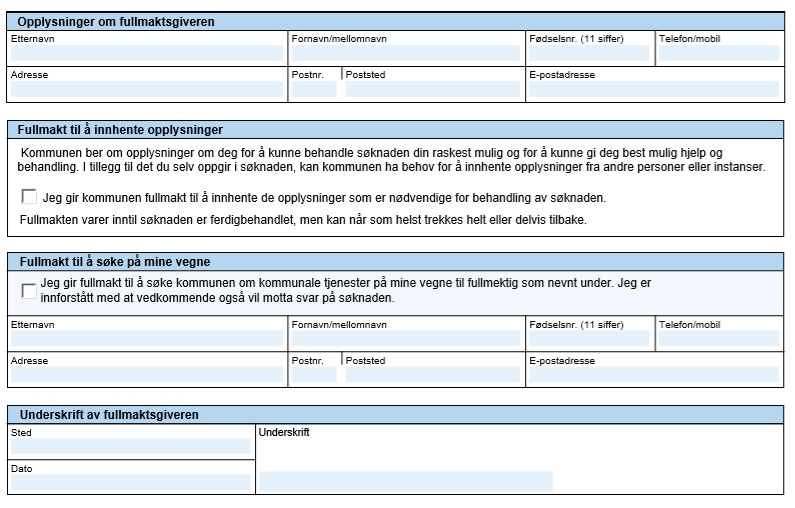 Opplysninger om fullmaktsgiveren
Etternavn Fornavn/mellomnavn Fødselsnr. (11 siffer) Telefon/mobil
Adresse Postnr. Poststed E-postadresse
Fullmakt til å innhente opplysninger
Kommunen ber om opplysninger om deg for å kunne behandle søknaden din raskest mulig og for å kunne gi deg best mulig hjelp og
behandling. I tillegg til det du selv oppgir i søknaden, kan kommunen ha behov for å innhente opplysninger fra andre personer eller instanser.
Jeg gir kommunen fullmakt til å innhente de opplysninger som er nødvendige for behandling av søknaden.
Fullmakten varer inntil søknaden er ferdigbehandlet, men kan når som helst trekkes helt eller delvis tilbake.
Fullmakt til å søke på mine vegne
Jeg gir fullmakt til å søke kommunen om kommunale tjenester på mine vegne til fullmektig som nevnt under. Jeg er
innforstått med at vedkommende også vil motta svar på søknaden.
Etternavn Fornavn/mellomnavn Fødselsnr. (11 siffer) Telefon/mobil
Adresse Postnr. Poststed E-postadresse
Underskrift av fullmaktsgiveren
Sted Underskrift
Dato